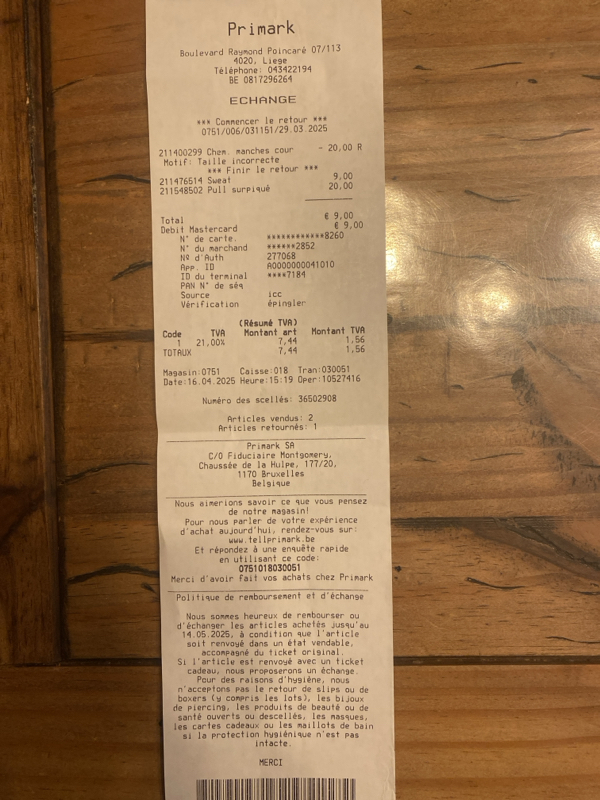 Primark
Boulevard Raymond Poincaré 07/113
4020, Liege
Téléphone: 043422194
BE 0817296264
ECHANGE
*** Commencer le retour ***
0751/006/031151/29.03.2025
211400299 Chem. manches cour - 20,00 R
Motif: Taille incorrecte
*** Finir le retour ***
211476514 Sweat 9,00
211548502 Pull surpiqué 20,00
Total € 9,00
Debit Mastercard € 9,00
N° de carte. ************8260
N° du marchand ******2852
Nº d'Auth 277068
App. ID A0000000041010
ID du terminal ****7184
PAN N° de séq
Source icc
Vérification épingler
(Résumé TVA)
Code TVA Montant art Montant TVA
1 21,00% 7,44 1,56
TOTAUX 7,44 1,56
Magasin:0751 Caisse:018 Tran:030051
Date:16.04.2025 Heure:15:19 Oper:10527416
Numéro des scellés: 36502908
Articles vendus: 2
Articles retournés: 1
Primark SA
C/O Fiduciaire Montgomery,
Chaussée de la Hulpe, 177/20,
1170 Bruxelles
Belgique
Nous aimerions savoir ce que vous pensez
de notre magasin!
Pour nous parler de votre expérience
d'achat aujourd'hui, rendez-vous sur:
www.tellprimark.be
Et répondez à une enquête rapide
en utilisant ce code:
0751018030051
Merci d'avoir fait vos achats chez Primark
Politique de remboursement et d'échange
Nous sommes heureux de rembourser ou
d'échanger les articles achetés jusqu'au
14.05.2025, à condition que l'article
soit renvoyé dans un état vendable,
accompagné du ticket original.
Si l'article est renvoyé avec un ticket
cadeau, nous proposerons un échange.
Pour des raisons d'hygiène, nous
n'acceptons pas le retour de slips ou de
boxers (y compris les lots), les bijoux
de piercing, les produits de beauté ou de
santé ouverts ou descellés, les masques,
les cartes cadeaux ou les maillots de bain
si la protection hygiénique n'est pas
intacte.
MERCI